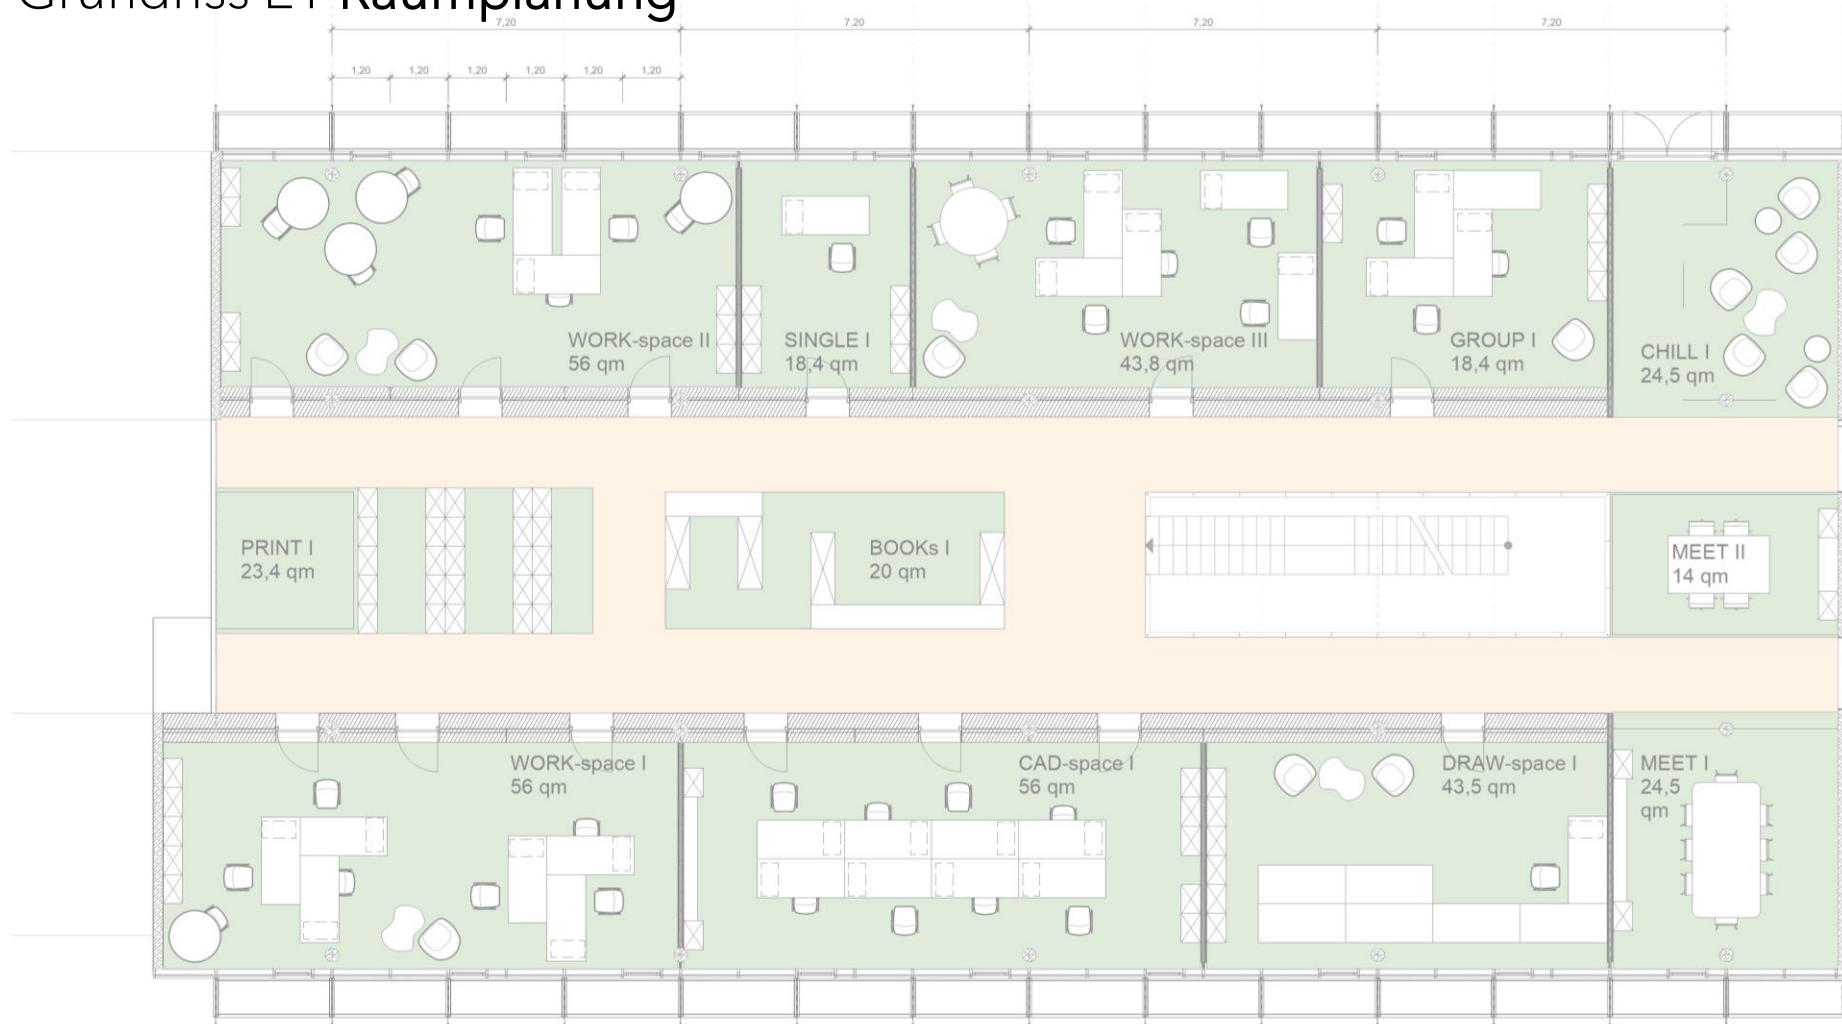 Grundriss E1 Raumplanung
7,20
7,20
7,20
7,20
1,20
1,20
1,20
1,20
1,20
1,20
WORK-space II
56 qm
SINGLE I
18,4 qm
WORK-space III
43,8 qm
GROUP I
18,4 qm
CHILL I
24,5 qm
PRINT I
23,4 qm
BOOKs I
20 qm
MEET II
14 qm
WORK-space I
56 qm
CAD-space I
56 qm
DRAW-space I
43,5 qm
MEET I
24,5
qm